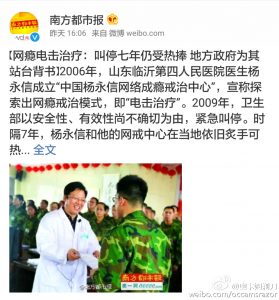 南方都市报
昨天 16:06 来自 微博 weibo.com
【网瘾电击治疗：叫停七年仍受热捧 地方政府为其
站台背书】2006年，山东临沂第四人民医院医生杨
永信成立“中国杨永信网络成瘾戒治中心”，宣称探
索出网瘾戒治模式，即“电击治疗”。2009年，卫生
部以安全性、有效性尚不确切为由，紧急叫停。时
隔7年，杨永信和他的网戒中心在当地依旧炙手可
热... 全文
南方都市报
weibo.com/occamsrazor